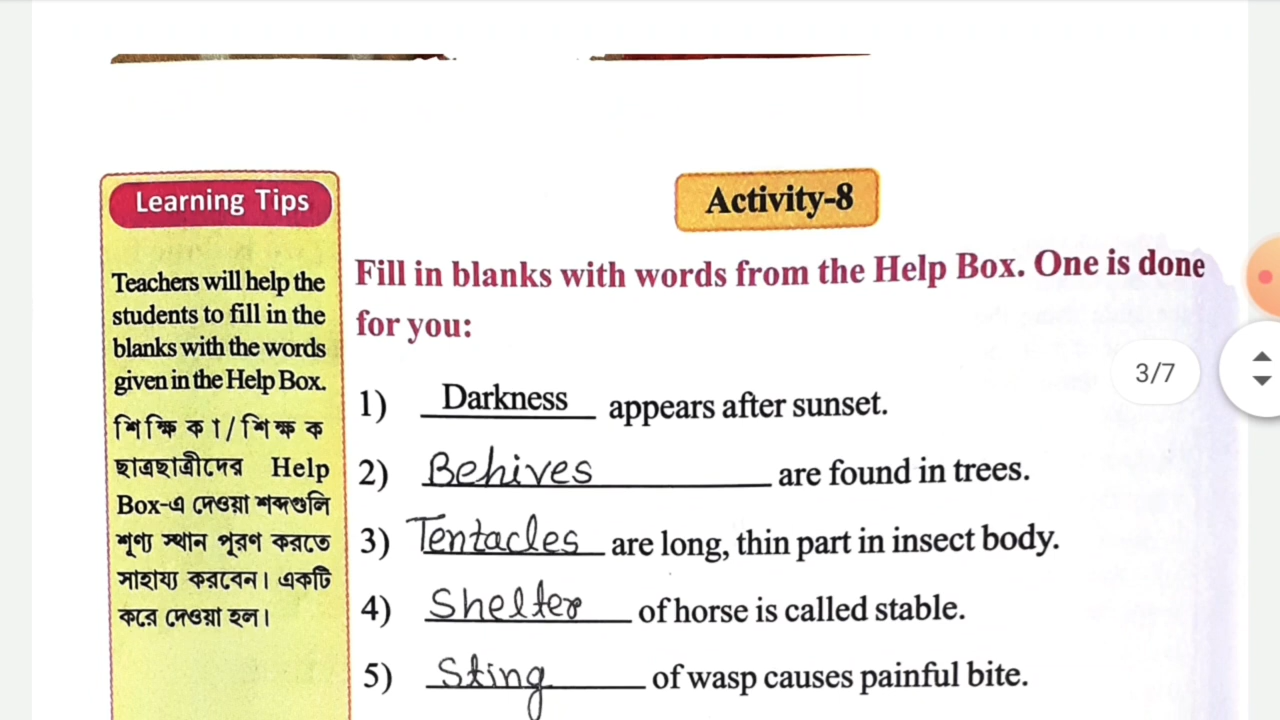 Learning Tips
Activity-8
Teachers will help the
students to fill in the
blanks with the words
given in the Help Box.
শিক্ষিকা/শিক্ষক
ছাত্রছাত্রীদের Help
Box-এ দেওয়া শব্দগুলি
শূণ্য স্থান পূরণ করতে
সাহায্য করবেন। একটি
করে দেওয়া হল।
Fill in blanks with words from the Help Box. One is done
for you:
1) Darkness appears after sunset.
2) Behives are found in trees.
3) Tentacles are long, thin part in insect body.
4) Shelter of horse is called stable.
5) Sting of wasp causes painful bite.
3/7